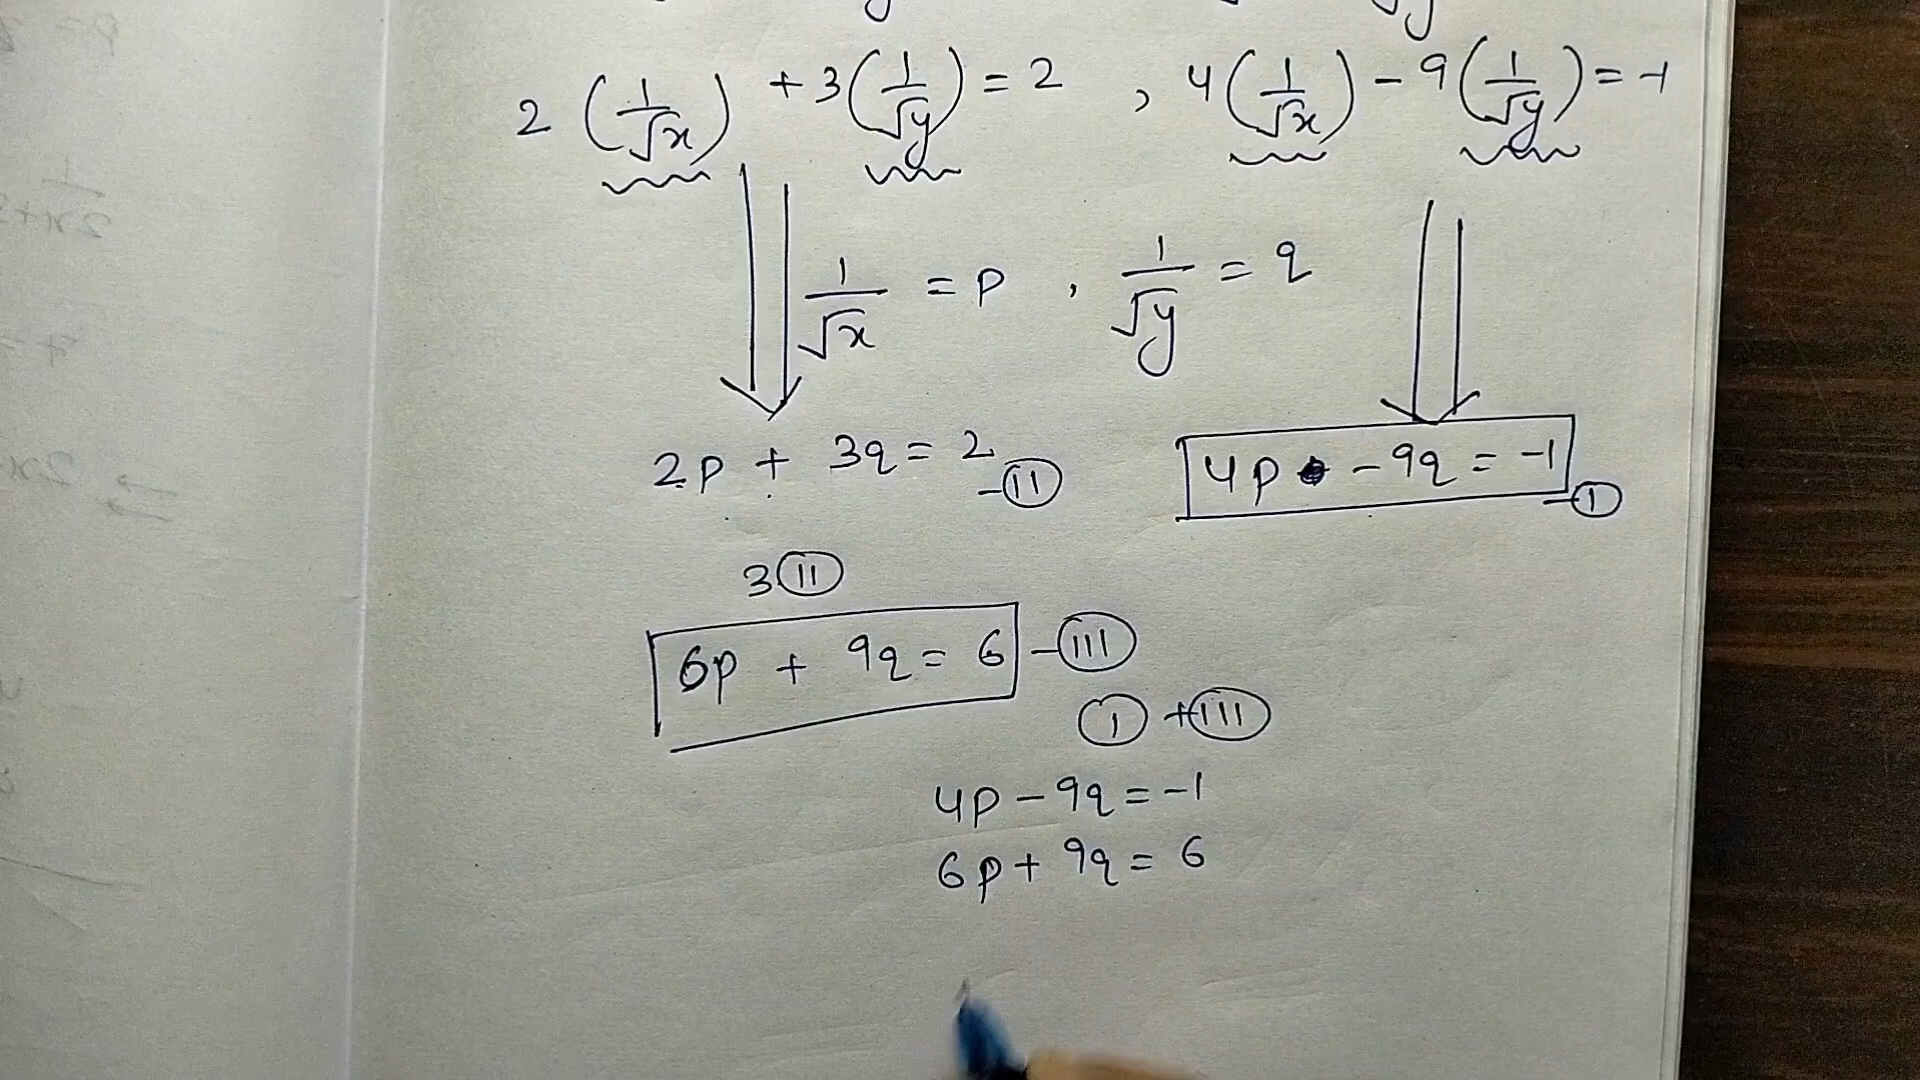 2 (1/√x) + 3(1/√y) = 2 , 4(1/√x) - 9(1/√y) = -1
1/√x = p , 1/√y = q
2p + 3q = 2 - (II)
4p - 9q = -1 - (I)
3(II)
6p + 9q = 6 - (III)
(I) + (III)
4p - 9q = -1
6p + 9q = 6